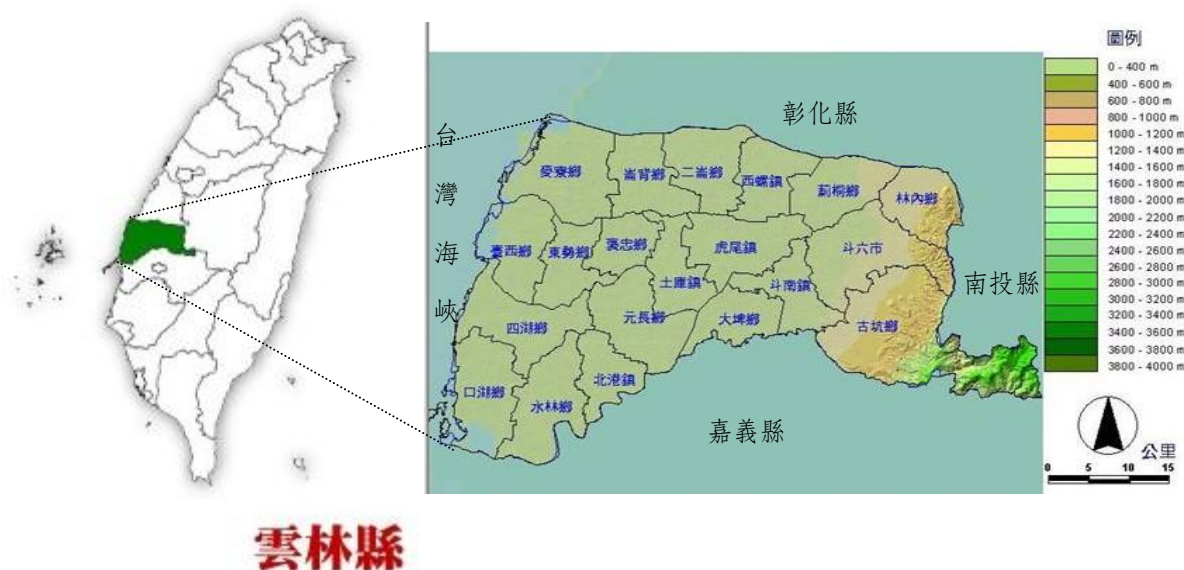 彰化縣
台
灣
海
峽
南投縣
嘉義縣
麥寮鄉
崙背鄉
二崙鄉
西螺鎮
莿桐鄉
林內鄉
臺西鄉
東勢鄉
褒忠鄉
虎尾鎮
斗六市
土庫鎮
斗南鎮
四湖鄉
元長鄉
大埤鄉
古坑鄉
口湖鄉
水林鄉
北港鎮
圖例
0 - 400 m
400 - 600 m
600 - 800 m
800 - 1000 m
1000 - 1200 m
1200 - 1400 m
1400 - 1600 m
1600 - 1800 m
1800 - 2000 m
2000 - 2200 m
2200 - 2400 m
2400 - 2600 m
2600 - 2800 m
2800 - 3000 m
3000 - 3200 m
3200 - 3400 m
3400 - 3600 m
3600 - 3800 m
3800 - 4000 m
公里
0 5 10 15
雲林縣